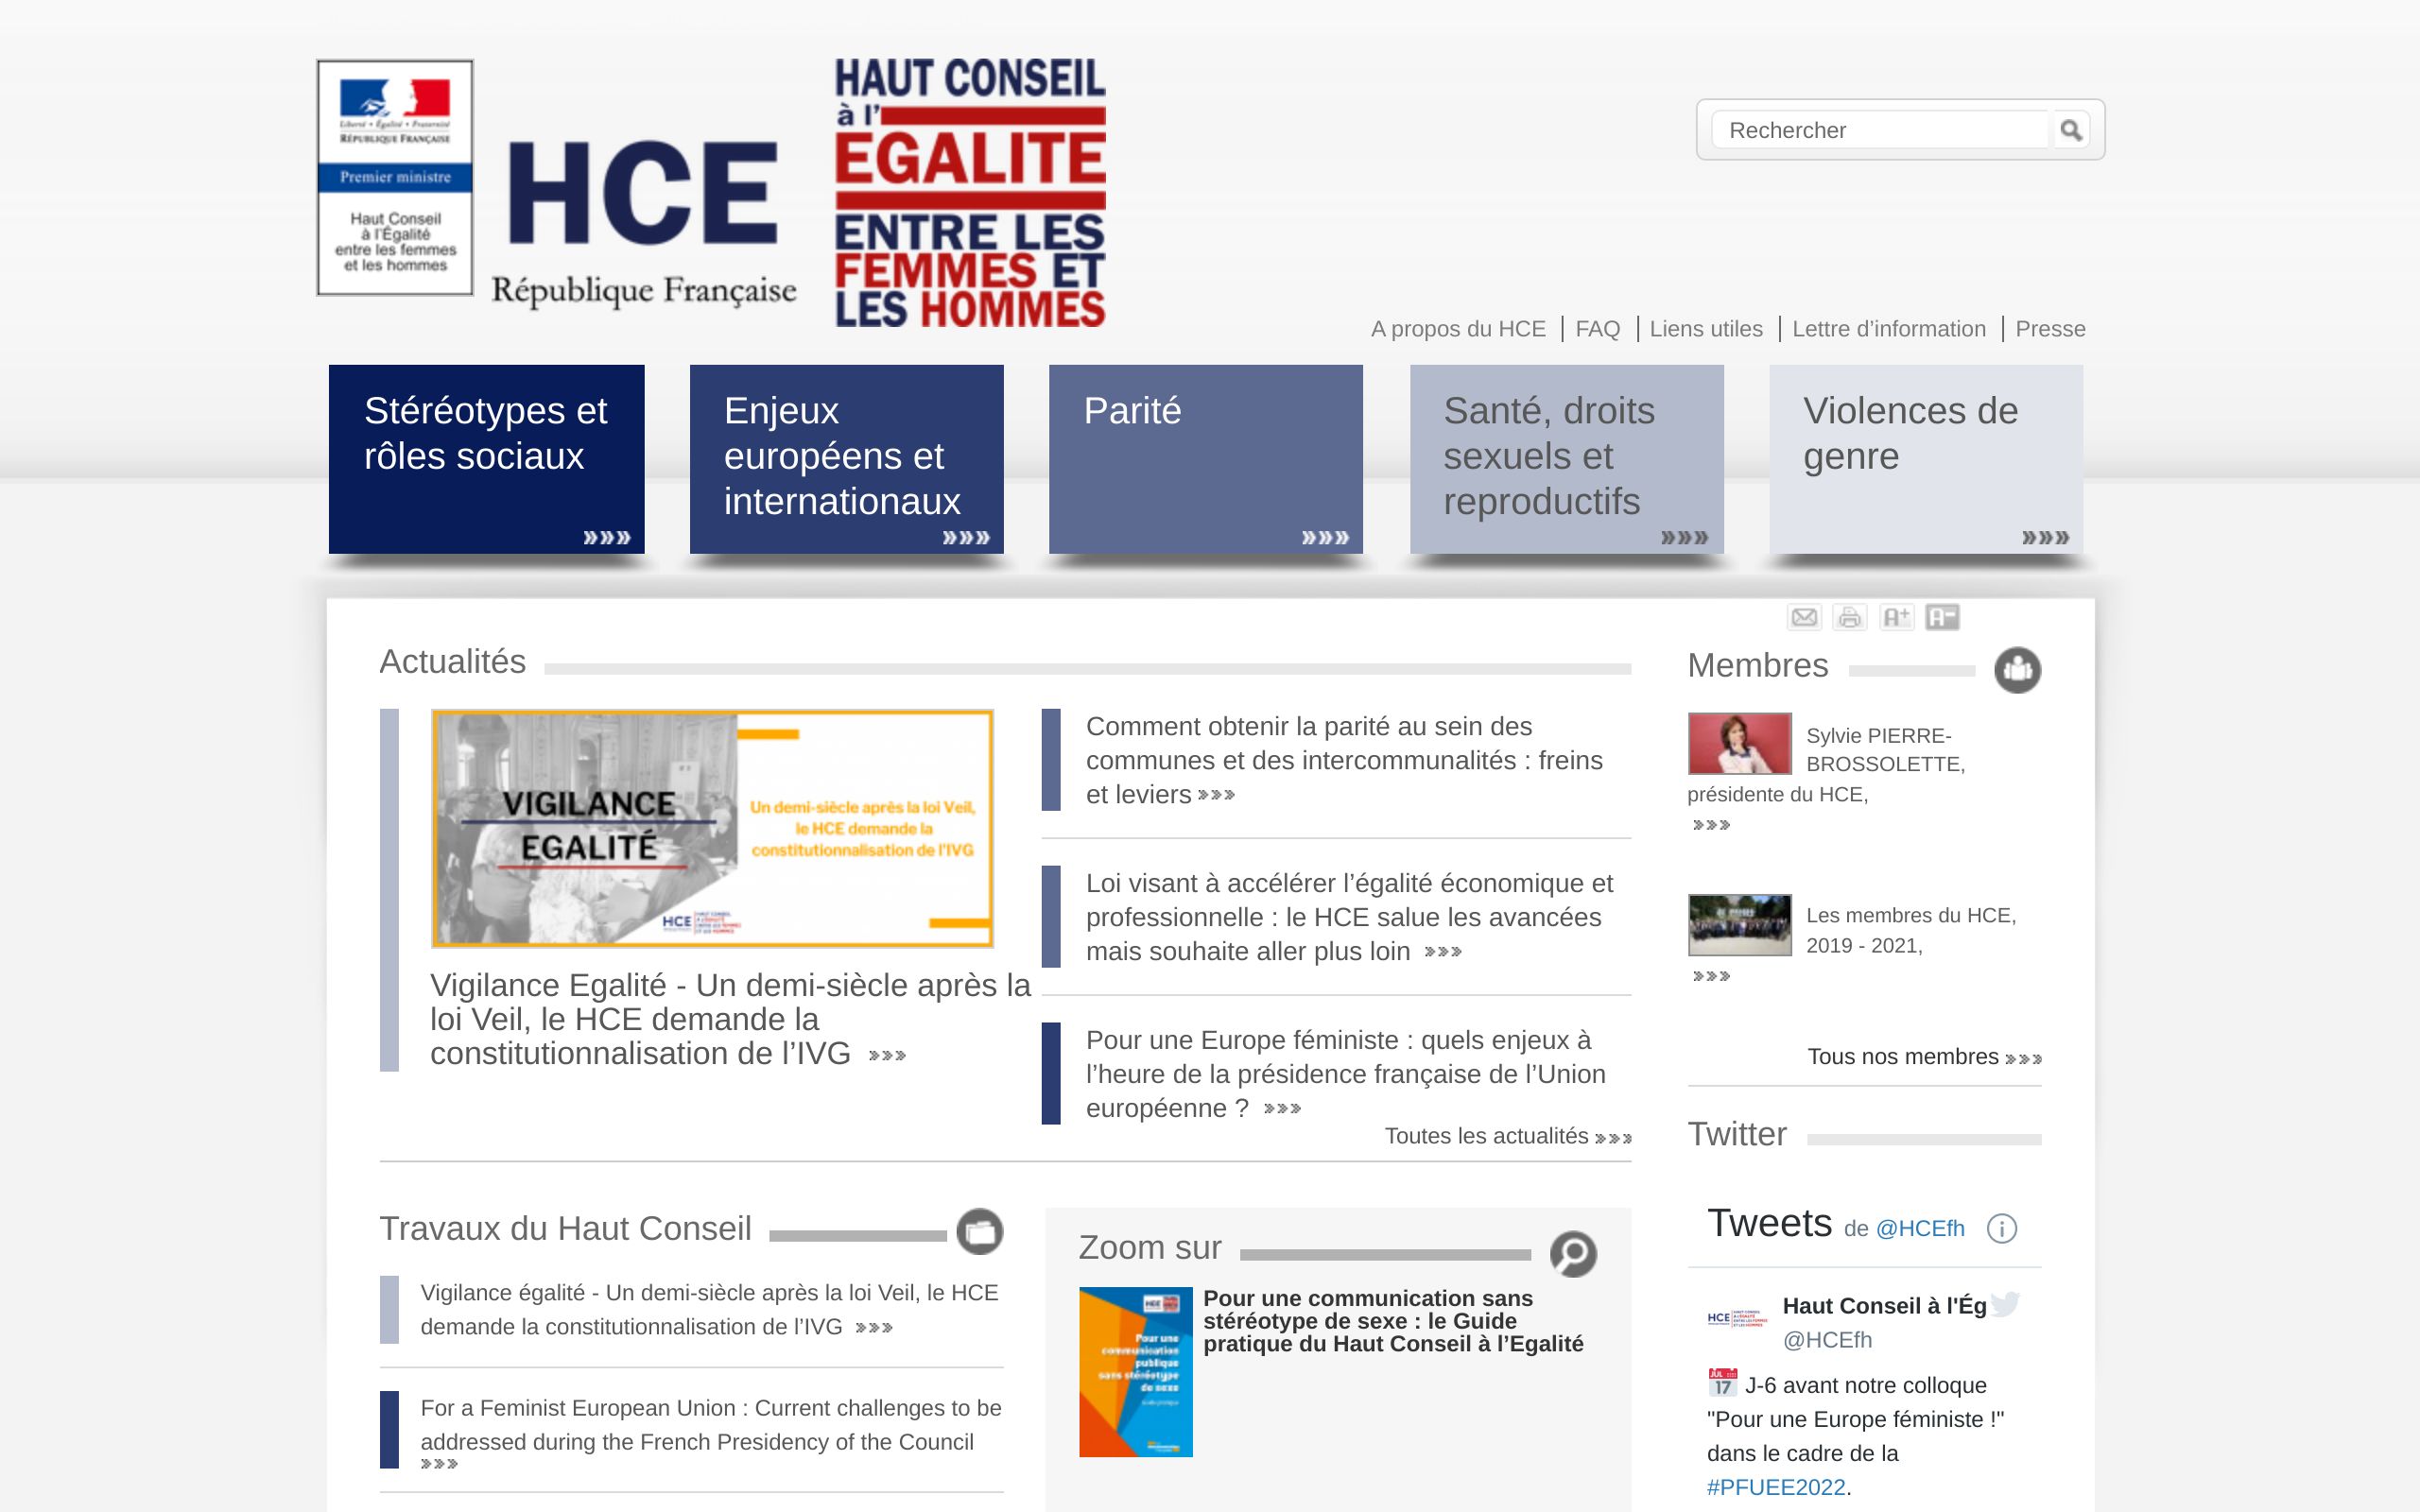 Liberté • Égalité • Fraternité
RÉPUBLIQUE FRANÇAISE
Premier ministre
Haut Conseil
à l'Égalité
entre les femmes
et les hommes
HCE
République Française
HAUT CONSEIL
à l'
EGALITE
ENTRE LES
FEMMES ET
LES HOMMES
Rechercher
A propos du HCE
FAQ
Liens utiles
Lettre d’information
Presse
Stéréotypes et
rôles sociaux
Enjeux
européens et
internationaux
Parité
Santé, droits
sexuels et
reproductifs
Violences de
genre
A+
A-
Actualités
VIGILANCE
EGALITÉ
Un demi-siècle après la loi Veil,
le HCE demande la
constitutionnalisation de l'IVG
HCE
Vigilance Egalité - Un demi-siècle après la
loi Veil, le HCE demande la
constitutionnalisation de l’IVG
Comment obtenir la parité au sein des
communes et des intercommunalités : freins
et leviers
Loi visant à accélérer l’égalité économique et
professionnelle : le HCE salue les avancées
mais souhaite aller plus loin
Pour une Europe féministe : quels enjeux à
l’heure de la présidence française de l’Union
européenne ?
Toutes les actualités
Membres
Sylvie PIERRE-
BROSSOLETTE,
présidente du HCE,
Les membres du HCE,
2019 - 2021,
Tous nos membres
Twitter
Tweets de @HCEfh
HCE
Haut Conseil à l'Ég
@HCEfh
JUL
17
J-6 avant notre colloque
"Pour une Europe féministe !"
dans le cadre de la
#PFUEE2022.
Travaux du Haut Conseil
Vigilance égalité - Un demi-siècle après la loi Veil, le HCE
demande la constitutionnalisation de l’IVG
For a Feminist European Union : Current challenges to be
addressed during the French Presidency of the Council
Zoom sur
Pour une
communication
publique
sans stéréotype
de sexe
Pour une communication sans
stéréotype de sexe : le Guide
pratique du Haut Conseil à l’Egalité